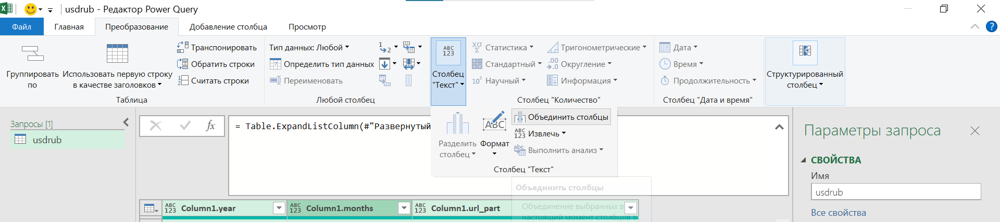 usdrub - Редактор Power Query
Файл Главная Преобразование Добавление столбца Просмотр ?
Группировать по
Использовать первую строку в качестве заголовков
Транспонировать
Обратить строки
Считать строки
Таблица
Тип данных: Любой
Определить тип данных
Переименовать
Любой столбец
ABC
123
Столбец
"Текст"
Статистика
Стандартный
Научный
Тригонометрические
Округление
Информация
Столбец "Количество"
Дата
Время
Продолжительность
Столбец "Дата и время"
Структурированный
столбец
Запросы [1]
usdrub
fx
= Table.ExpandListColumn(#"Развернутый
Разделить
столбец
ABC
Формат
Объединить столбцы
ABC
123
Извлечь
abc
Выполнить анализ
Столбец "Текст"
Объединить столбцы
Объединение выбранных в
настоящий момент столбцов в
ABC
123
Column1.year
ABC
123
Column1.months
ABC
123
Column1.url_part
Параметры запроса
СВОЙСТВА
Имя
usdrub
Все свойства